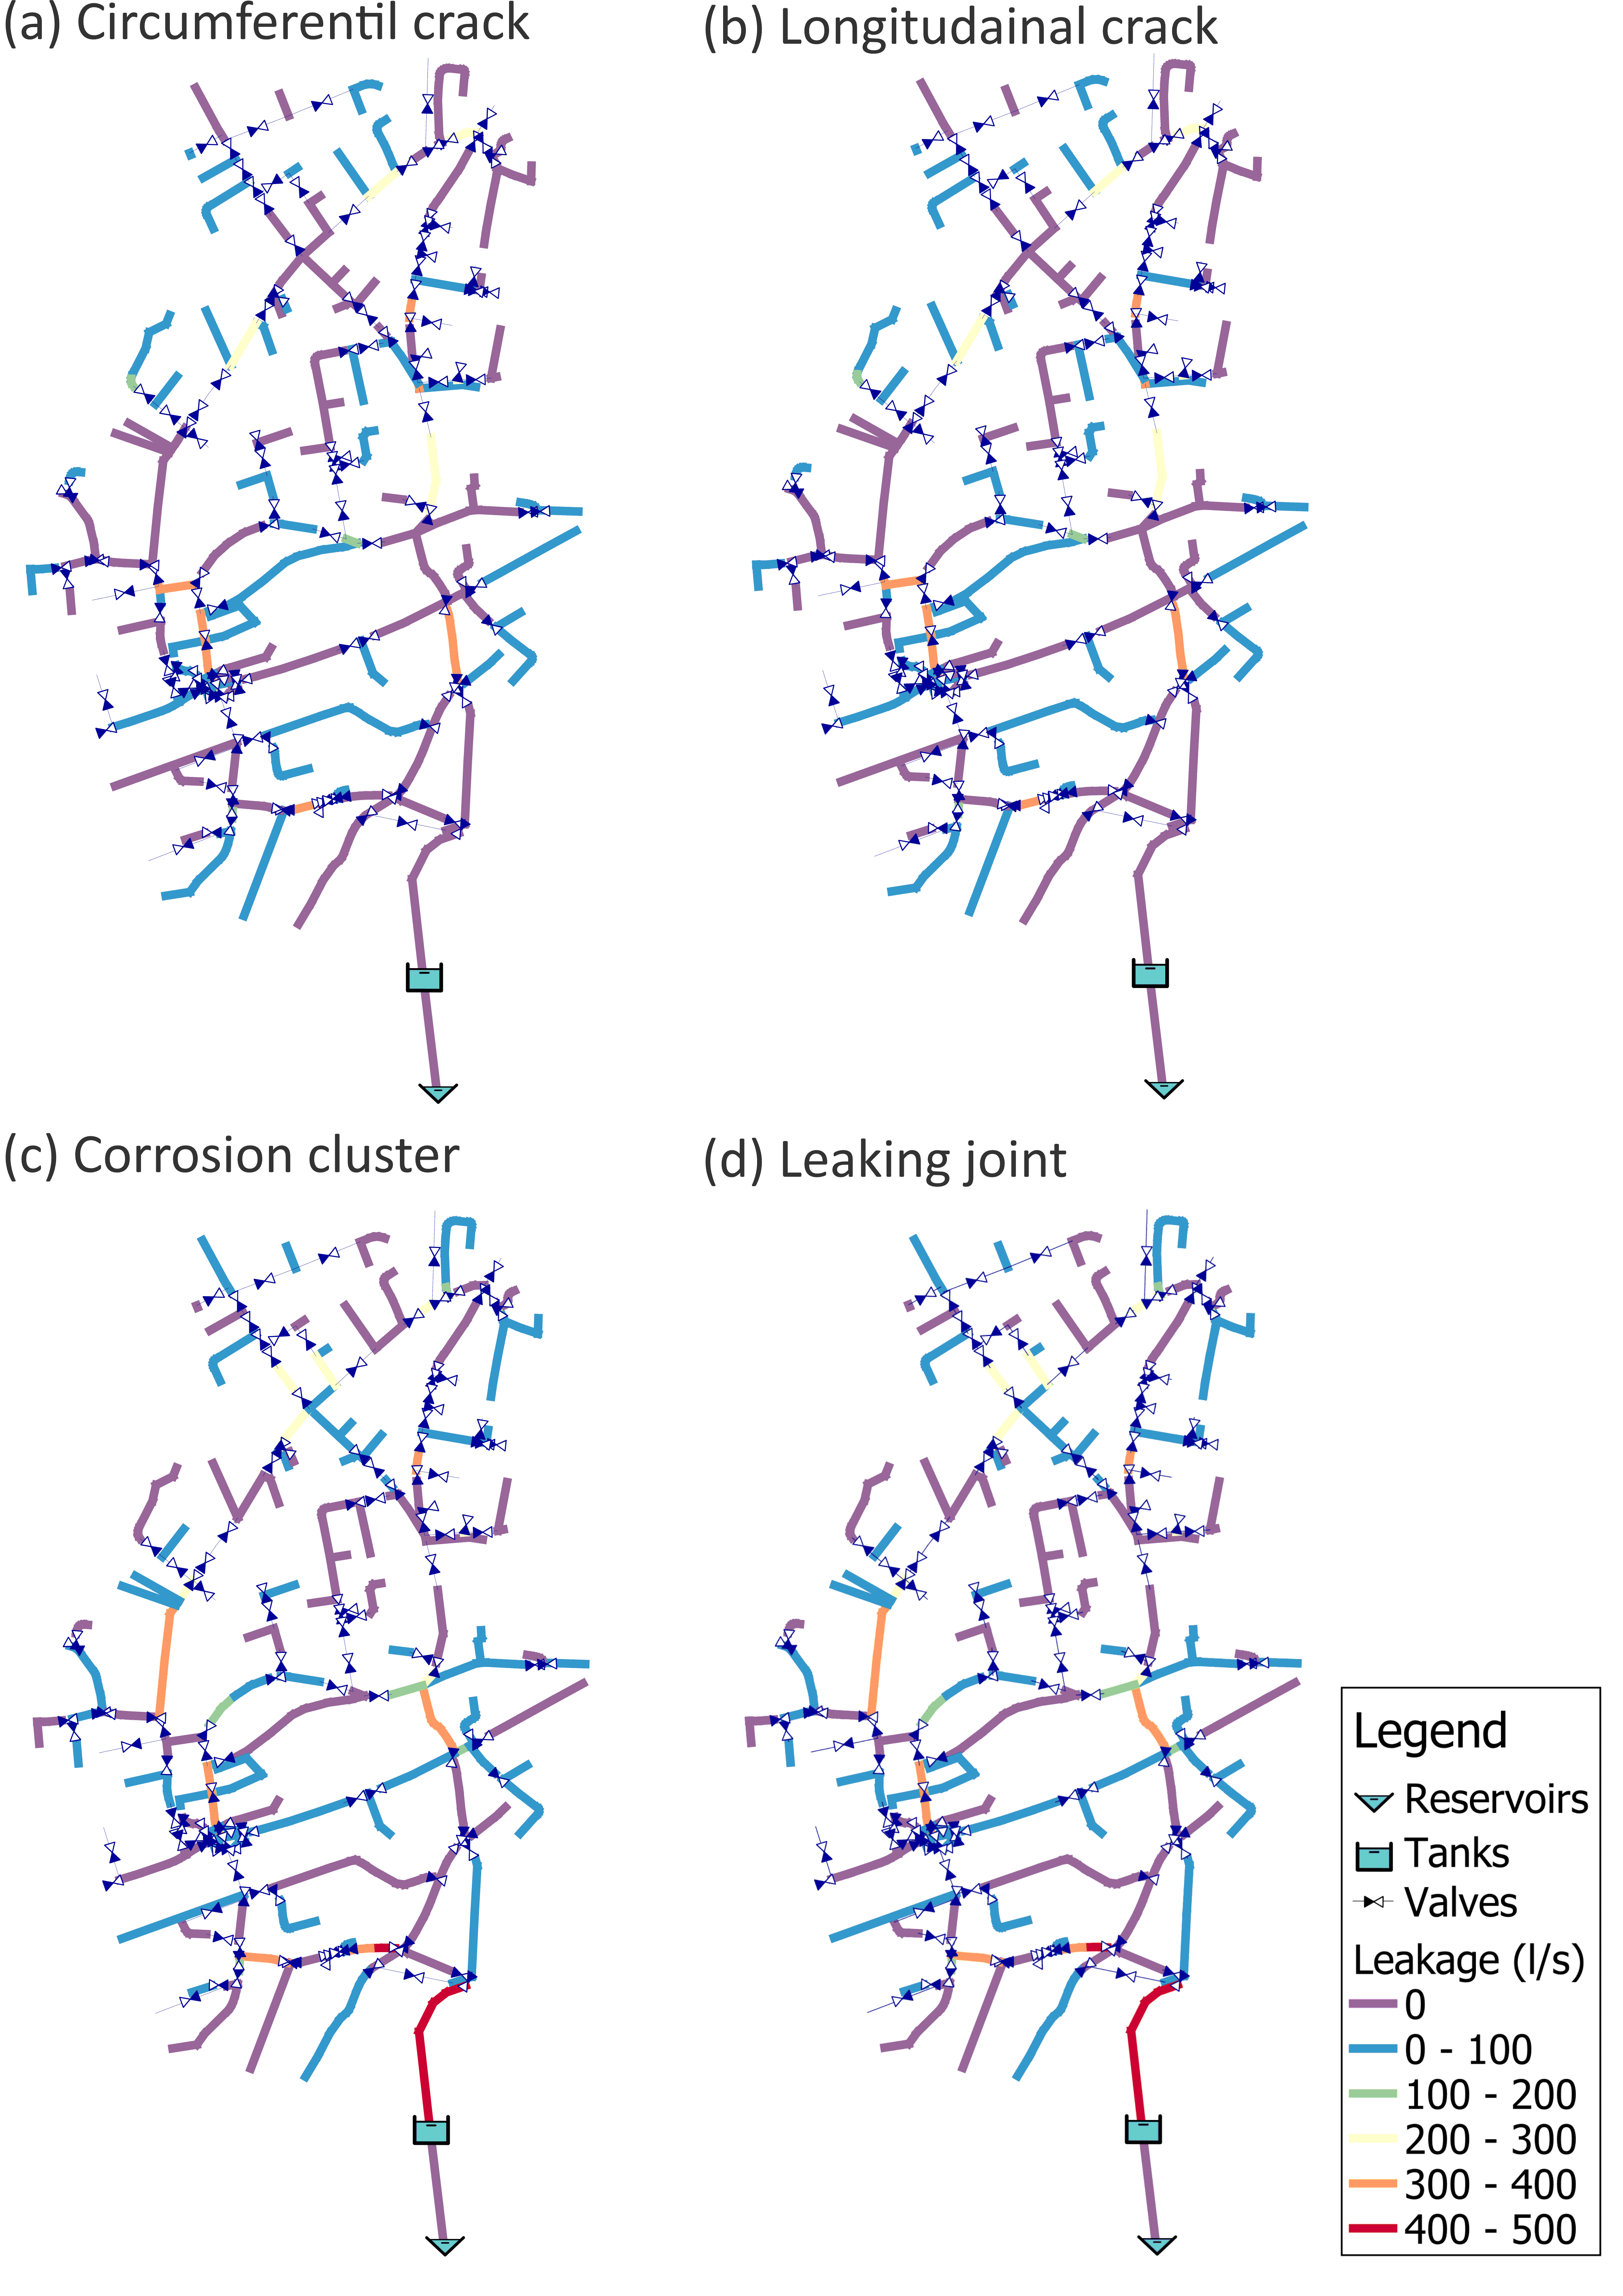 (a) Circumferentil crack
(b) Longitudainal crack
(c) Corrosion cluster
(d) Leaking joint
Legend
Reservoirs
Tanks
Valves
Leakage (l/s)
0
0 - 100
100 - 200
200 - 300
300 - 400
400 - 500